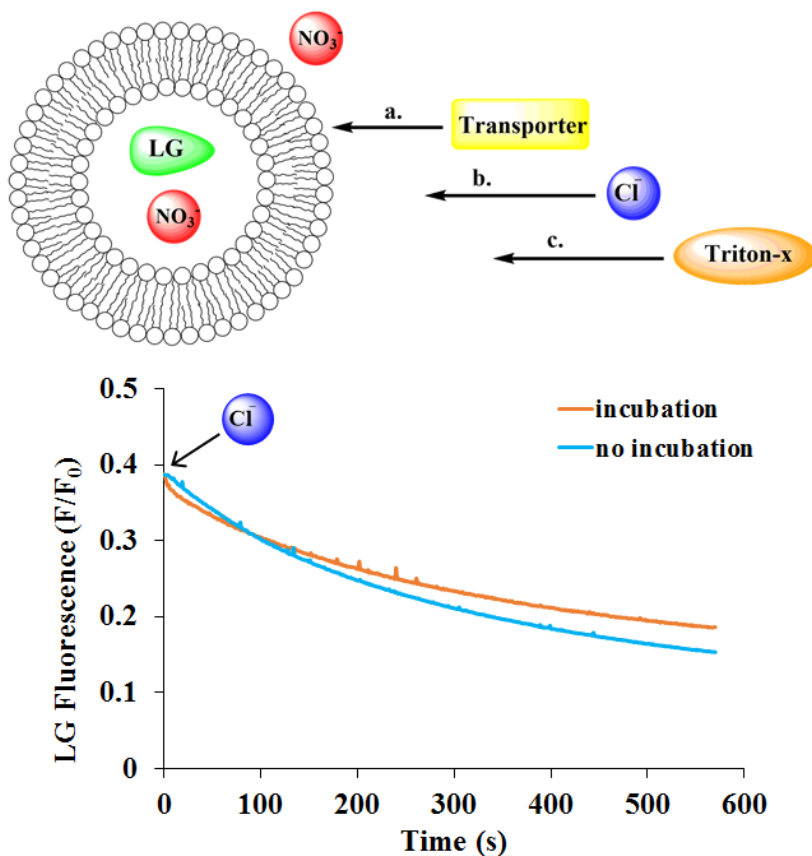 NO₃⁻
a.
Transporter
LG
b.
Cl⁻
NO₃⁻
c.
Triton-x
0.5
Cl⁻
incubation
no incubation
0.4
0.3
0.2
0.1
0
LG Fluorescence (F/F₀)
0 100 200 300 400 500 600
Time (s)